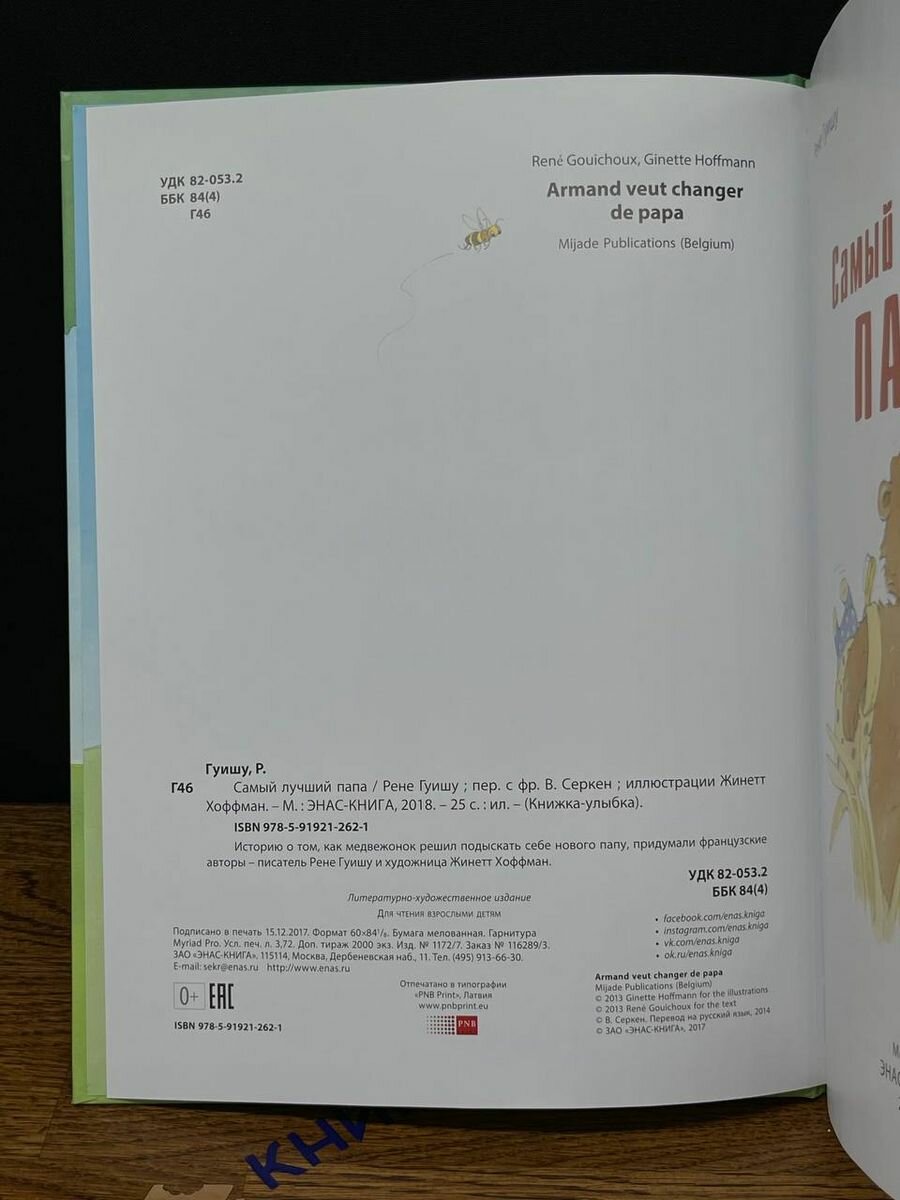 УДК 82-053.2
ББК 84(4)
Г46
René Gouichoux, Ginette Hoffmann
Armand veut changer
de papa
Mijade Publications (Belgium)
Гуишу, Р.
Г46 Самый лучший папа / Рене Гуишу ; пер. с фр. В. Серкен ; иллюстрации Жинетт
Хоффман. – М. : ЭНАС-КНИГА, 2018. – 25 с. : ил. – (Книжка-улыбка).
ISBN 978-5-91921-262-1
Историю о том, как медвежонок решил подыскать себе нового папу, придумали французские
авторы – писатель Рене Гуишу и художница Жинетт Хоффман.
УДК 82-053.2
ББК 84(4)
Литературно-художественное издание
Для чтения взрослыми детям
Подписано в печать 15.12.2017. Формат 60×84¹/₈. Бумага мелованная. Гарнитура
Myriad Pro. Усл. печ. л. 3,72. Доп. тираж 2000 экз. Изд. № 1172/7. Заказ № 116289/3.
ЗАО «ЭНАС-КНИГА». 115114, Москва, Дербеневская наб., 11. Тел. (495) 913-66-30.
E-mail: sekr@enas.ru http://www.enas.ru
• facebook.com/enas.kniga
• instagram.com/enas.kniga
• vk.com/enas.kniga
• ok.ru/enas.kniga
0+ EAC
ISBN 978-5-91921-262-1
Отпечатано в типографии
«PNB Print», Латвия
www.pnbprint.eu
PNB
Armand veut changer de papa
Mijade Publications (Belgium)
© 2013 Ginette Hoffmann for the illustrations
© 2013 René Gouichoux for the text
© В. Серкен. Перевод на русский язык, 2014
© ЗАО «ЭНАС-КНИГА», 2017
Самый
ПА
ЭНАС
КНИ